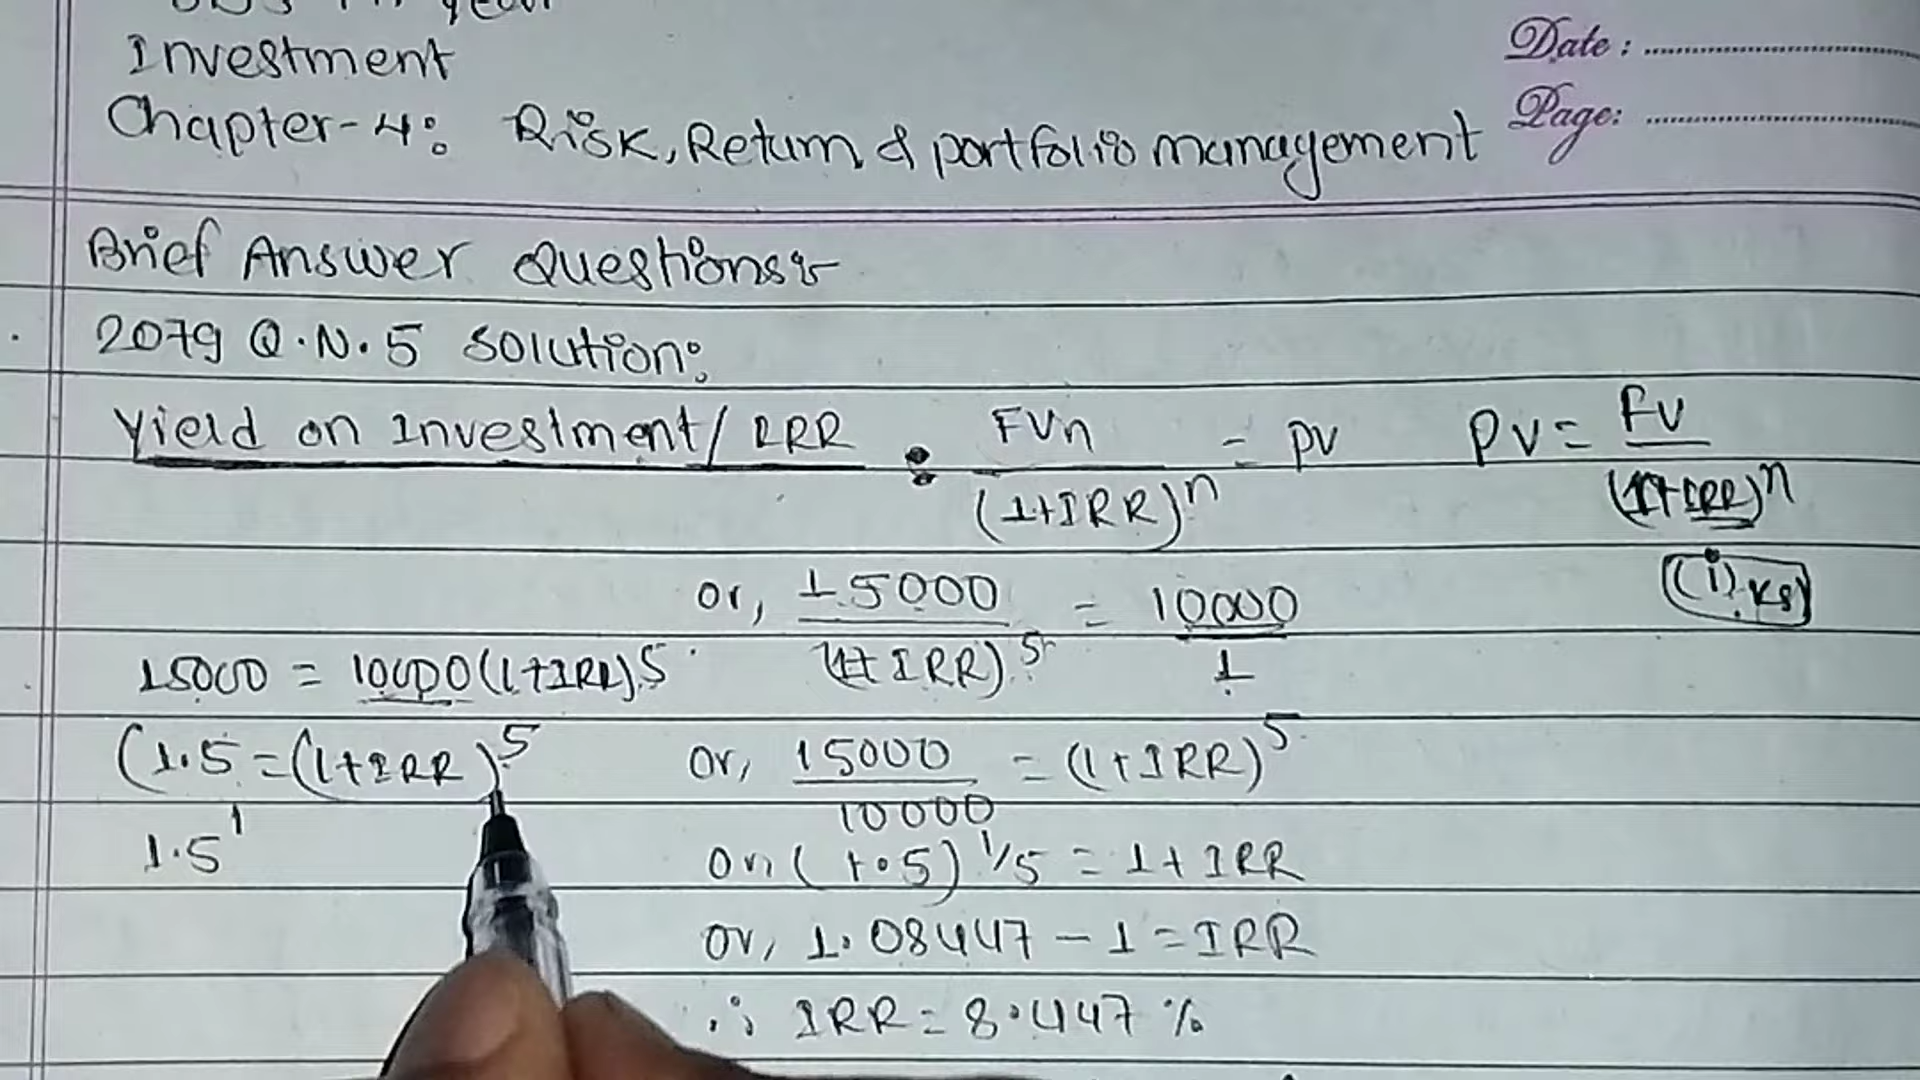 year
Investment
Date :
Chapter-4: Risk, Return & portfolio management
Page:
Brief Answer Questions:-
2079 Q.N.5 Solution:
Yield on Investment/ IRR : FVn / (1+IRR)^n = PV PV = FV / (1+IRR)^n
or, 15000 / (1+IRR)^5 = 10000 / 1
15000 = 10000(1+IRR)^5
(1.5 = (1+IRR)^5
or, 15000 / 10000 = (1+IRR)^5
1.5^1
or, (1.5)^1/5 = 1+IRR
or, 1.08447 - 1 = IRR
∴ IRR = 8.447 %